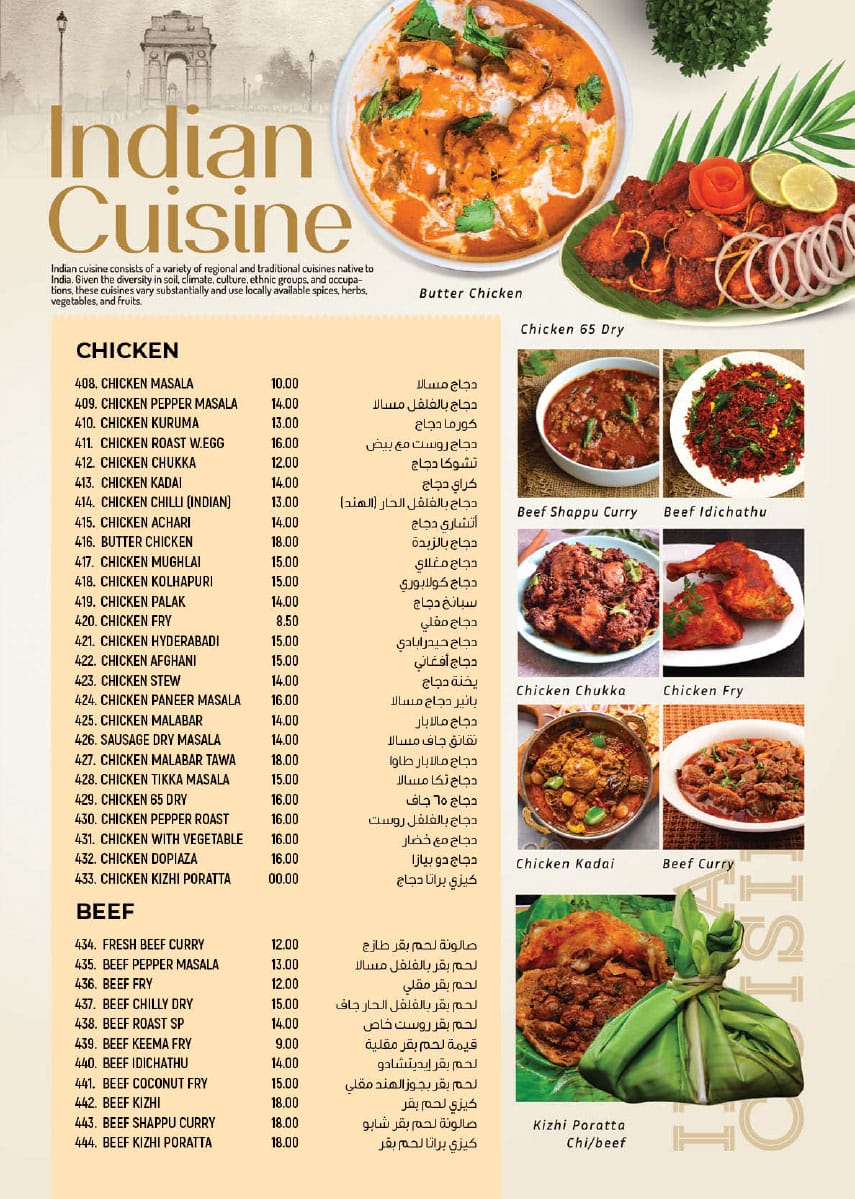 Indian
Cuisine
Indian cuisine consists of a variety of regional and traditional cuisines native to
India. Given the diversity in soil, climate, culture, ethnic groups, and occupa-
tions, these cuisines vary substantially and use locally available spices, herbs,
vegetables, and fruits.
Butter Chicken
Chicken 65 Dry
CHICKEN
408. CHICKEN MASALA 10.00 دجاج مسالا
409. CHICKEN PEPPER MASALA 14.00 دجاج بالفلفل مسالا
410. CHICKEN KURUMA 13.00 كورما دجاج
411. CHICKEN ROAST W.EGG 16.00 دجاج روست مع بيض
412. CHICKEN CHUKKA 12.00 تشوكا دجاج
413. CHICKEN KADAI 14.00 كراي دجاج
414. CHICKEN CHILLI (INDIAN) 13.00 دجاج بالفلفل الحار (الهند)
415. CHICKEN ACHARI 14.00 أتشاري دجاج
416. BUTTER CHICKEN 18.00 دجاج بالزبدة
417. CHICKEN MUGHLAI 15.00 دجاج مغلاي
418. CHICKEN KOLHAPURI 15.00 دجاج كولابوري
419. CHICKEN PALAK 14.00 سبانخ دجاج
420. CHICKEN FRY 8.50 دجاج مقلي
421. CHICKEN HYDERABADI 15.00 دجاج حيدرابادي
422. CHICKEN AFGHANI 15.00 دجاج أفغاني
423. CHICKEN STEW 14.00 يخنة دجاج
424. CHICKEN PANEER MASALA 16.00 بانير دجاج مسالا
425. CHICKEN MALABAR 14.00 دجاج مالابار
426. SAUSAGE DRY MASALA 14.00 نقانق جاف مسالا
427. CHICKEN MALABAR TAWA 18.00 دجاج مالابار طاوا
428. CHICKEN TIKKA MASALA 15.00 دجاج تكا مسالا
429. CHICKEN 65 DRY 16.00 دجاج ٦٥ جاف
430. CHICKEN PEPPER ROAST 16.00 دجاج بالفلفل روست
431. CHICKEN WITH VEGETABLE 16.00 دجاج مع خضار
432. CHICKEN DOPIAZA 16.00 دجاج دو بيازا
433. CHICKEN KIZHI PORATTA 00.00 كيزي براتا دجاج
BEEF
434. FRESH BEEF CURRY 12.00 صالونة لحم بقر طازج
435. BEEF PEPPER MASALA 13.00 لحم بقر بالفلفل مسالا
436. BEEF FRY 12.00 لحم بقر مقلي
437. BEEF CHILLY DRY 15.00 لحم بقر بالفلفل الحار جاف
438. BEEF ROAST SP 14.00 لحم بقر روست خاص
439. BEEF KEEMA FRY 9.00 قيمة لحم بقر مقلية
440. BEEF IDICHATHU 14.00 لحم بقر إيديتشادو
441. BEEF COCONUT FRY 15.00 لحم بقر بجوز الهند مقلي
442. BEEF KIZHI 18.00 كيزي لحم بقر
443. BEEF SHAPPU CURRY 18.00 صالونة لحم بقر شابو
444. BEEF KIZHI PORATTA 18.00 كيزي براتا لحم بقر
Beef Shappu Curry
Beef Idichathu
Chicken Chukka
Chicken Fry
Chicken Kadai
Beef Curry
Kizhi Poratta
Chi/beef